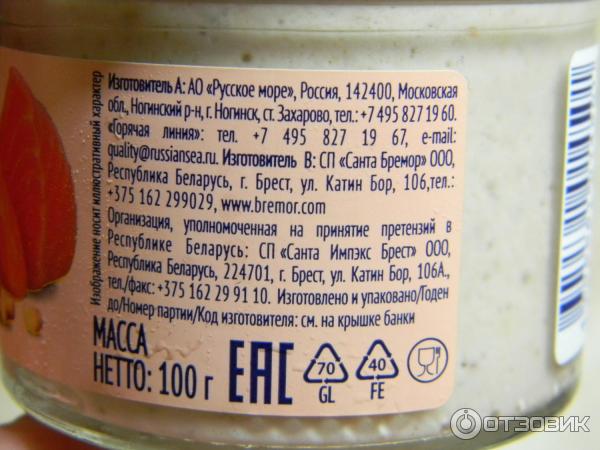 Изготовитель А: АО «Русское море», Россия, 142400, Московская
обл., Ногинский р-н, г. Ногинск, ст. Захарово, тел.: +7 495 827 19 60.
«Горячая линия»: тел. +7 495 827 19 67, e-mail:
quality@russiansea.ru. Изготовитель В: СП «Санта Бремор» ООО,
Республика Беларусь, г. Брест, ул. Катин Бор, 106,тел.:
+375 162 299029, www.bremor.com
Организация, уполномоченная на принятие претензий в
Республике Беларусь: СП «Санта Импэкс Брест» ООО,
Республика Беларусь, 224701, г. Брест, ул. Катин Бор, 106А.,
тел./факс: +375 162 29 91 10. Изготовлено и упаковано/Годен
до/Номер партии/Код изготовителя: см. на крышке банки
МАССА
НЕТТО: 100 г
ЕАС
70
GL
40
FE
Изображение носит иллюстративный характер
ОТЗОВИК